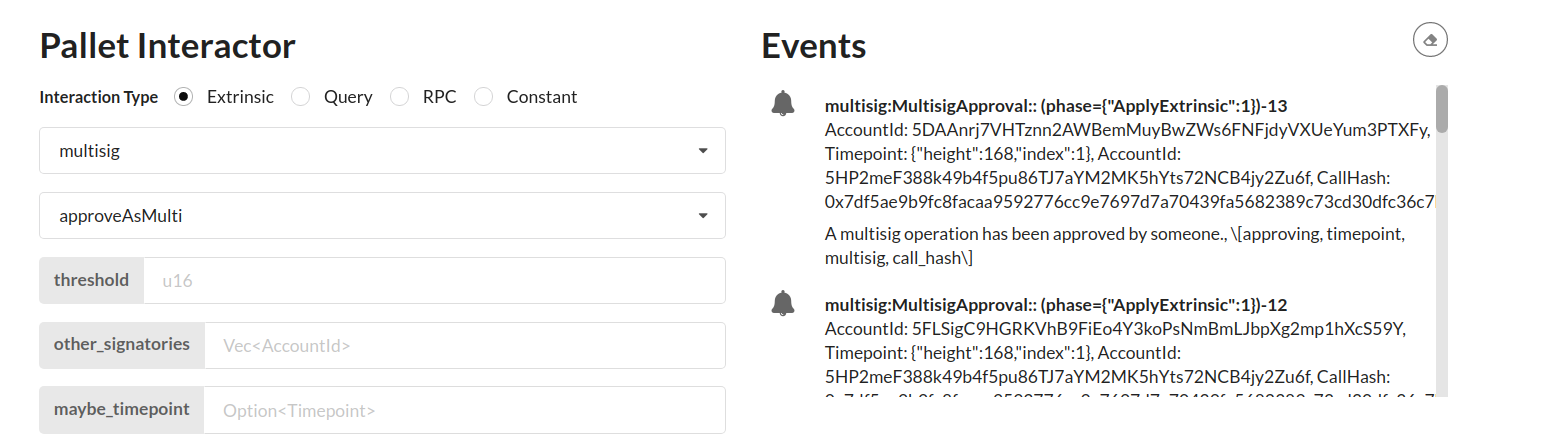 Pallet Interactor
Interaction Type Extrinsic Query RPC Constant
multisig
approveAsMulti
threshold u16
other_signatories Vec<AccountId>
maybe_timepoint Option<Timepoint>
Events
multisig:MultisigApproval:: (phase={"ApplyExtrinsic":1})-13
AccountId: 5DAAnrj7VHTznn2AWBemMuyBwZWs6FNFjdyVXUeYum3PTXFy,
Timepoint: {"height":168,"index":1}, AccountId:
5HP2meF388k49b4f5pu86TJ7aYM2MK5hYts72NCB4jy2Zu6f, CallHash:
0x7df5ae9b9fc8facaa9592776cc9e7697d7a70439fa5682389c73cd30dfc36c7
A multisig operation has been approved by someone., \[approving, timepoint,
multisig, call_hash\]
multisig:MultisigApproval:: (phase={"ApplyExtrinsic":1})-12
AccountId: 5FLSigC9HGRKVhB9FiEo4Y3koPsNmBmLJbpXg2mp1hXcS59Y,
Timepoint: {"height":168,"index":1}, AccountId:
5HP2meF388k49b4f5pu86TJ7aYM2MK5hYts72NCB4jy2Zu6f, CallHash: